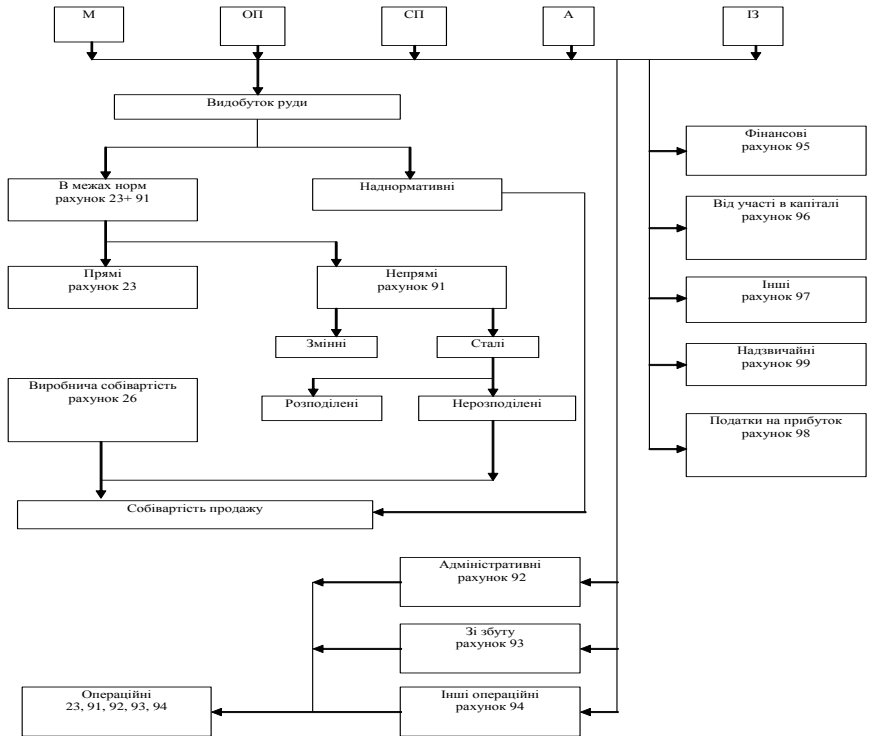 М
ОП
СП
А
ІЗ
Видобуток руди
Фінансові
рахунок 95
В межах норм
рахунок 23+ 91
Наднормативні
Від участі в капіталі
рахунок 96
Прямі
рахунок 23
Непрямі
рахунок 91
Інші
рахунок 97
Змінні
Сталі
Надзвичайні
рахунок 99
Виробнича собівартість
рахунок 26
Розподілені
Нерозподілені
Податки на прибуток
рахунок 98
Собівартість продажу
Адміністративні
рахунок 92
Зі збуту
рахунок 93
Операційні
23, 91, 92, 93, 94
Інші операційні
рахунок 94